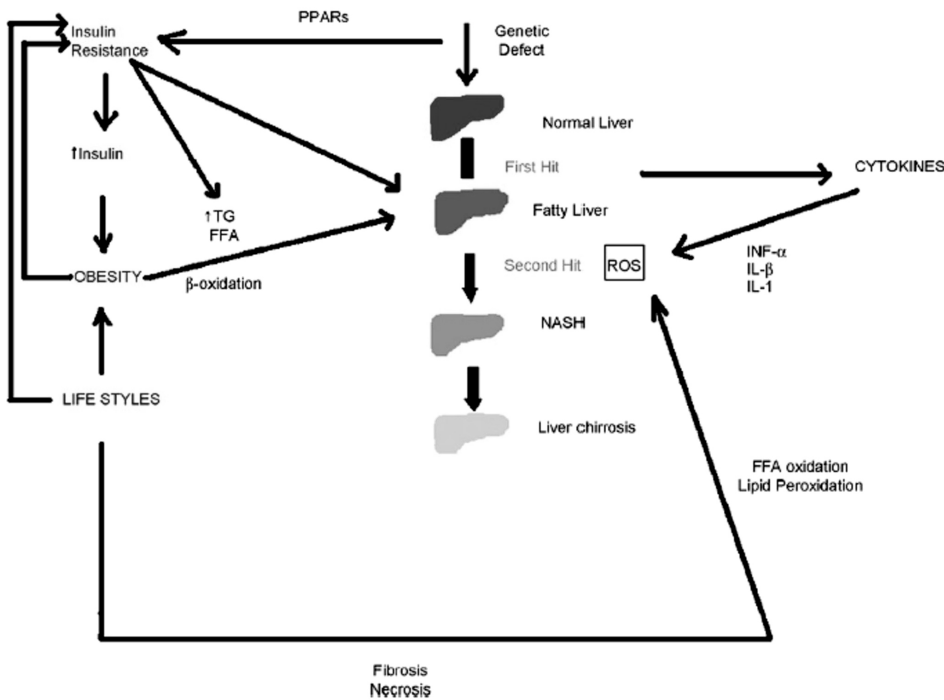 PPARs
Insulin
Resistance
Genetic
Defect
Normal Liver
↑Insulin
First Hit
CYTOKINES
↑TG
FFA
Fatty Liver
INF-α
IL-β
IL-1
OBESITY
β-oxidation
Second Hit
ROS
NASH
LIFE STYLES
Liver chirrosis
FFA oxidation
Lipid Peroxidation
Fibrosis
Necrosis